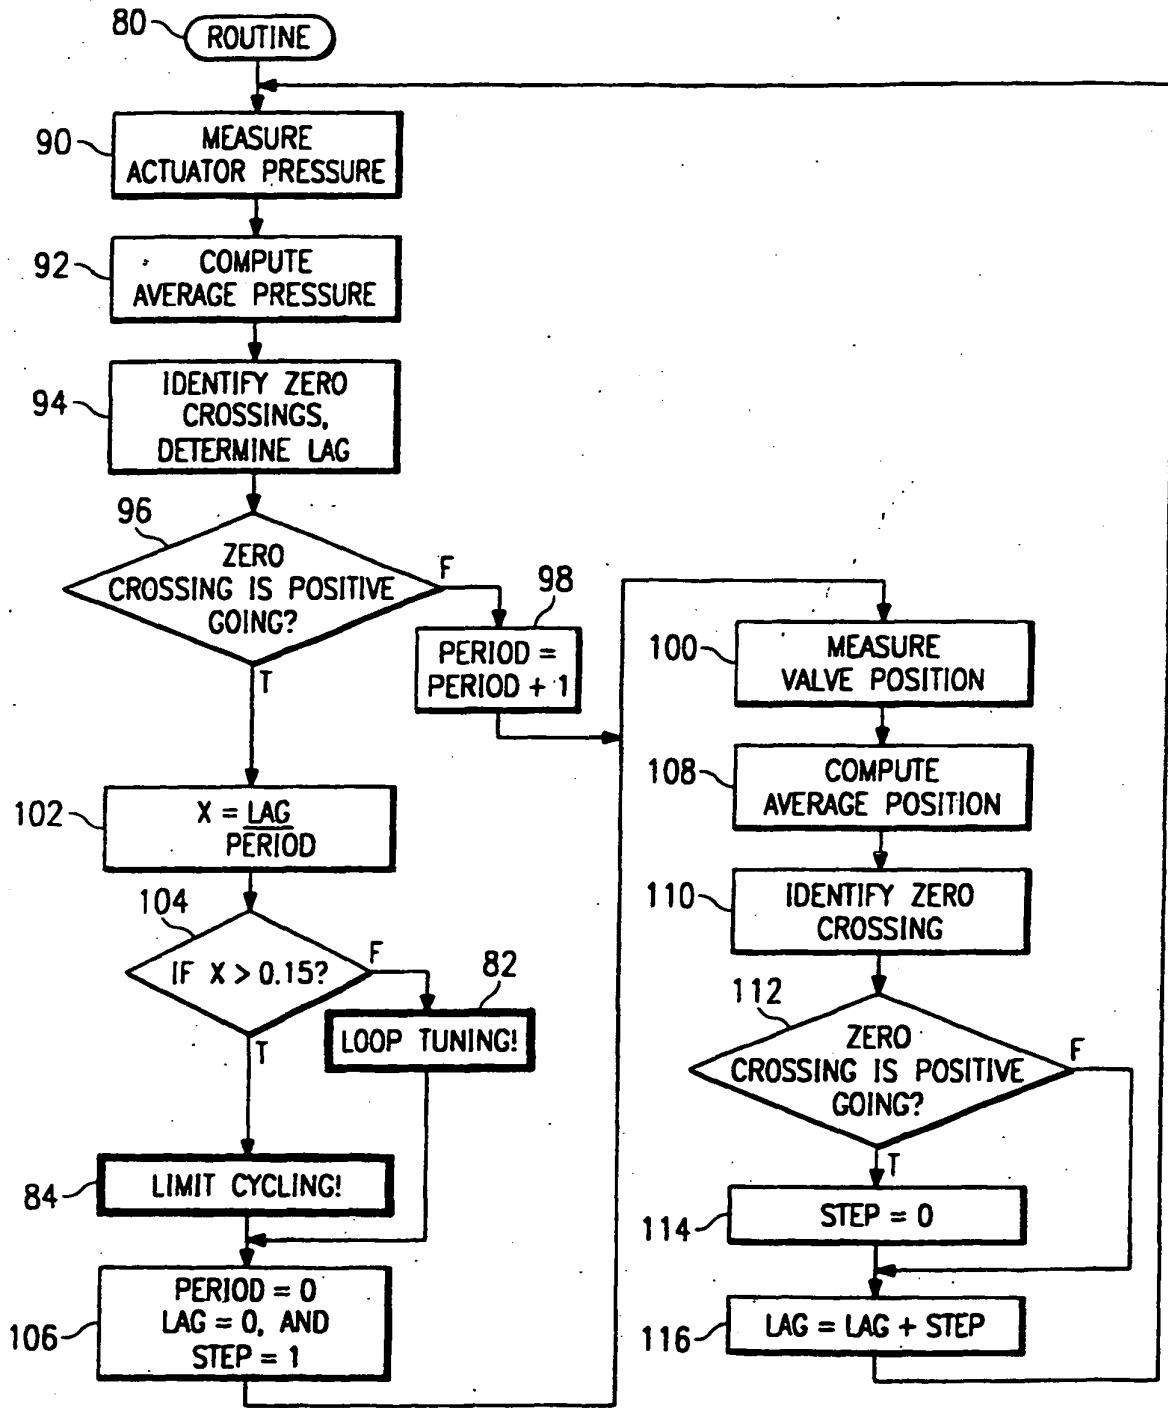 80
ROUTINE
90
MEASURE
ACTUATOR PRESSURE
92
COMPUTE
AVERAGE PRESSURE
94
IDENTIFY ZERO
CROSSINGS,
DETERMINE LAG
96
ZERO
CROSSING IS POSITIVE
GOING?
F
T
98
PERIOD =
PERIOD + 1
102
X = LAG
PERIOD
104
IF X > 0.15?
F
T
82
LOOP TUNING!
84
LIMIT CYCLING!
106
PERIOD = 0
LAG = 0, AND
STEP = 1
100
MEASURE
VALVE POSITION
108
COMPUTE
AVERAGE POSITION
110
IDENTIFY ZERO
CROSSING
112
ZERO
CROSSING IS POSITIVE
GOING?
F
T
114
STEP = 0
116
LAG = LAG + STEP